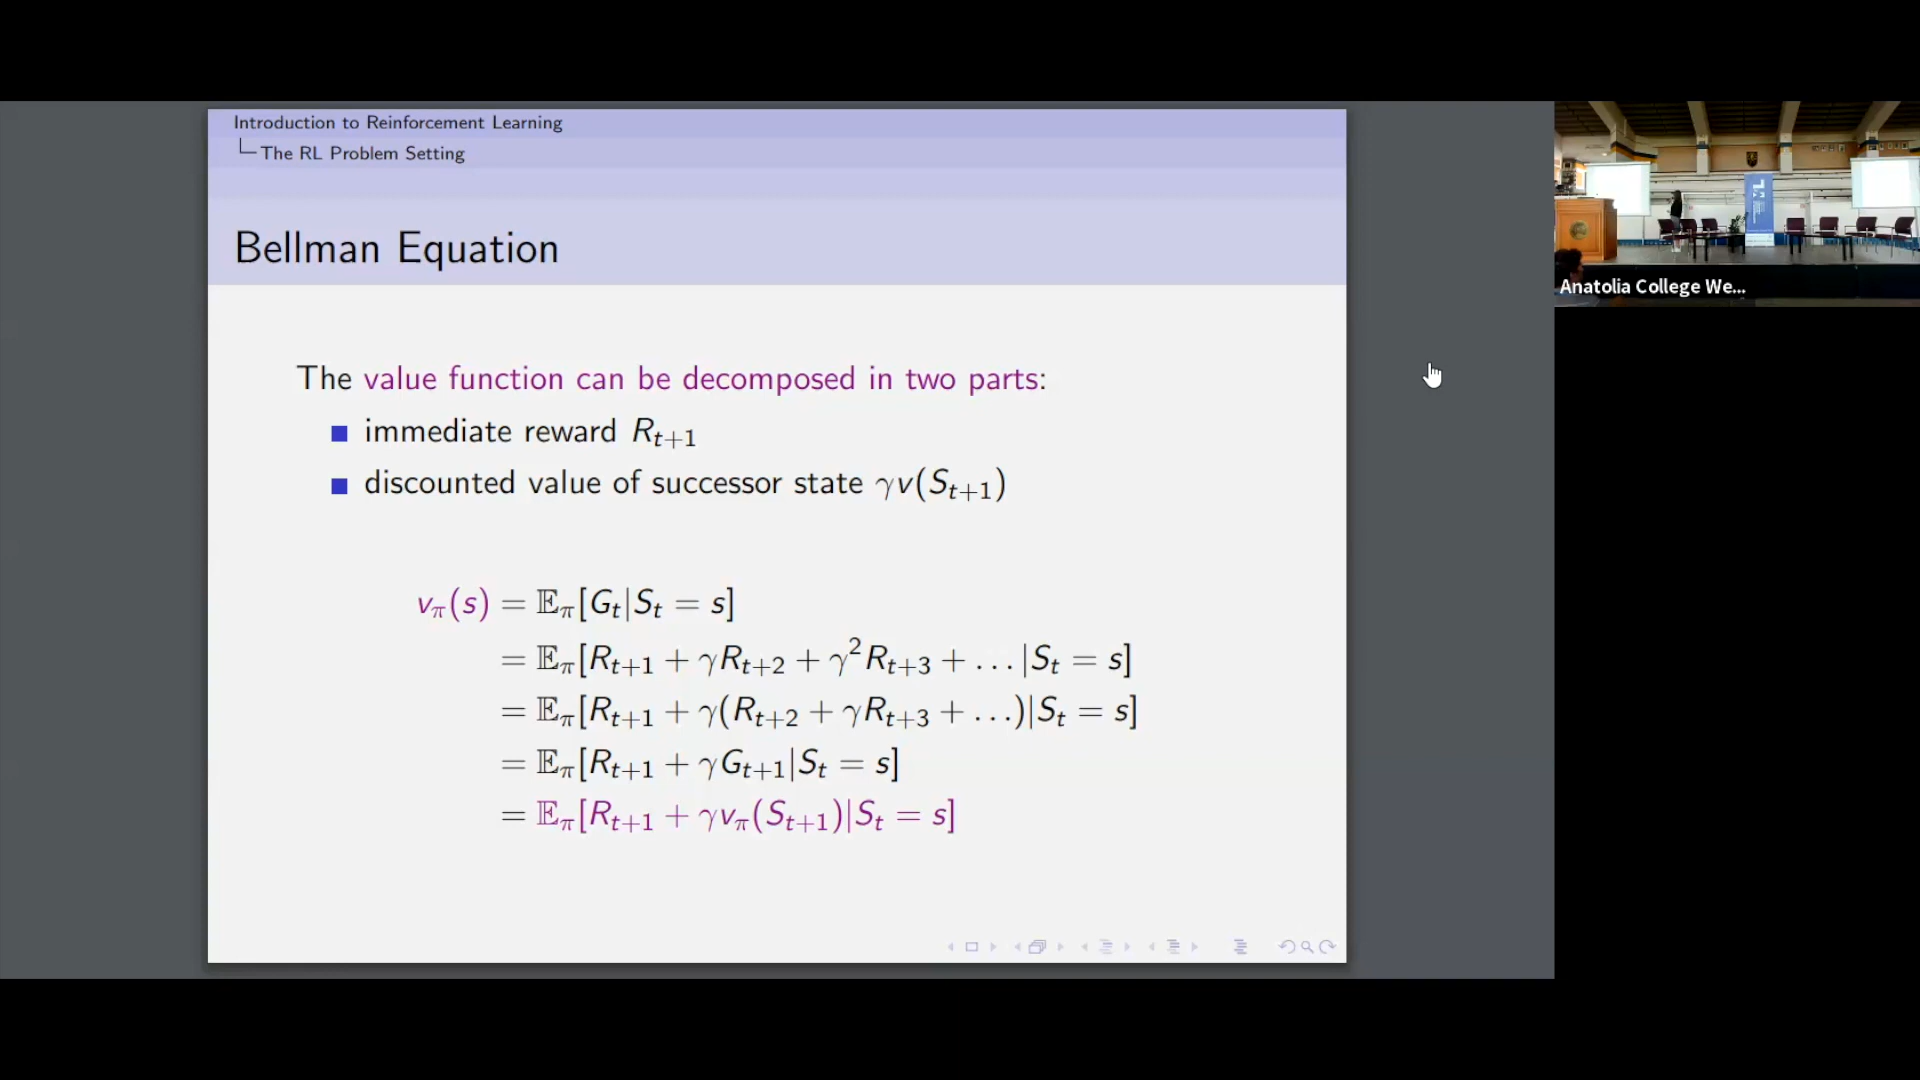 Introduction to Reinforcement Learning
The RL Problem Setting
Bellman Equation
The value function can be decomposed in two parts:
immediate reward R_{t+1}
discounted value of successor state γv(S_{t+1})
v_π(s) = 𝔼_π[G_t|S_t = s]
= 𝔼_π[R_{t+1} + γR_{t+2} + γ²R_{t+3} + ...|S_t = s]
= 𝔼_π[R_{t+1} + γ(R_{t+2} + γR_{t+3} + ...)|S_t = s]
= 𝔼_π[R_{t+1} + γG_{t+1}|S_t = s]
= 𝔼_π[R_{t+1} + γv_π(S_{t+1})|S_t = s]
Anatolia College We...